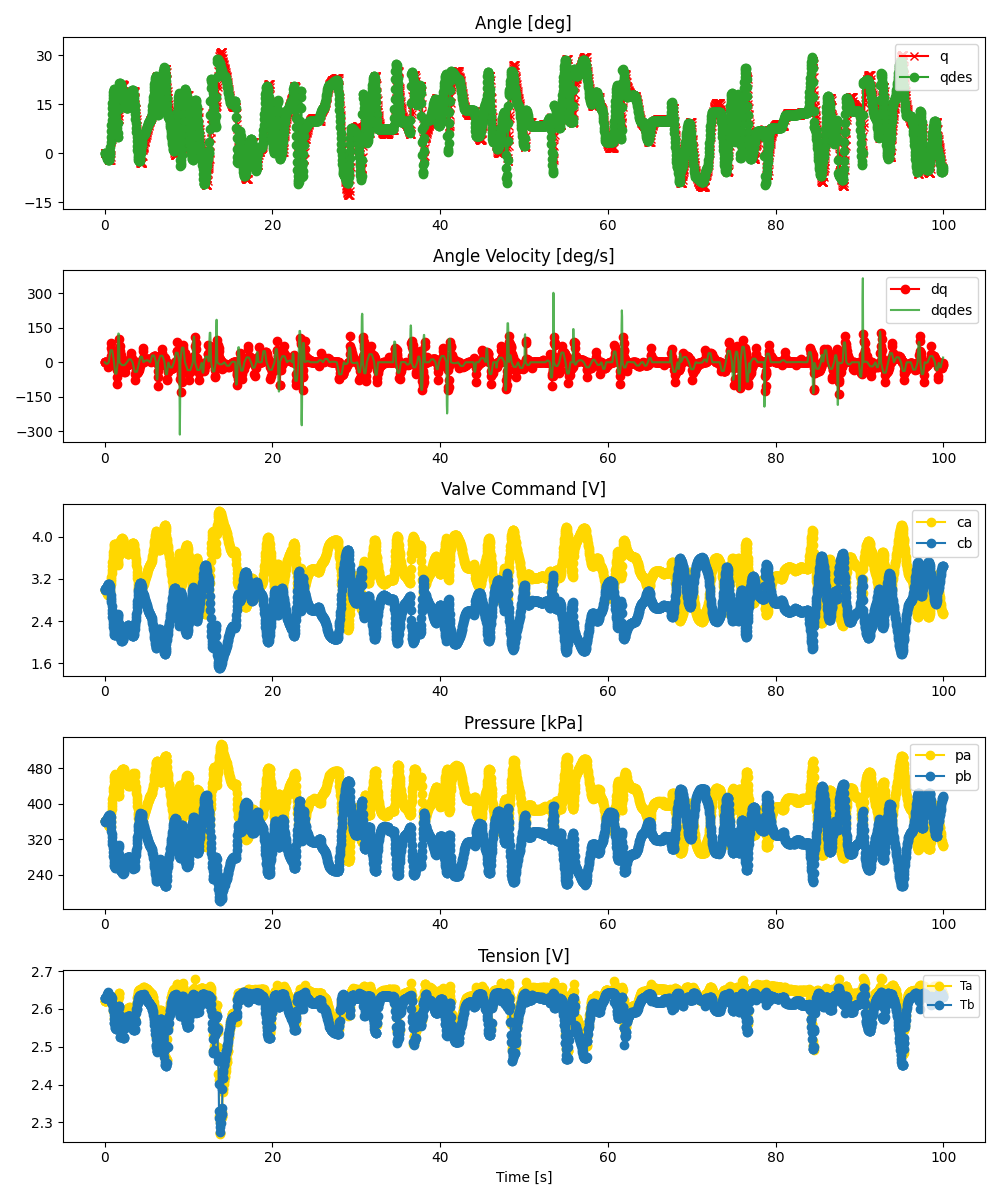 Angle [deg]
30
15
0
−15
q
qdes
0 20 40 60 80 100
Angle Velocity [deg/s]
300
150
0
−150
−300
dq
dqdes
0 20 40 60 80 100
Valve Command [V]
4.0
3.2
2.4
1.6
ca
cb
0 20 40 60 80 100
Pressure [kPa]
480
400
320
240
pa
pb
0 20 40 60 80 100
Tension [V]
2.7
2.6
2.5
2.4
2.3
Ta
Tb
0 20 40 60 80 100
Time [s]